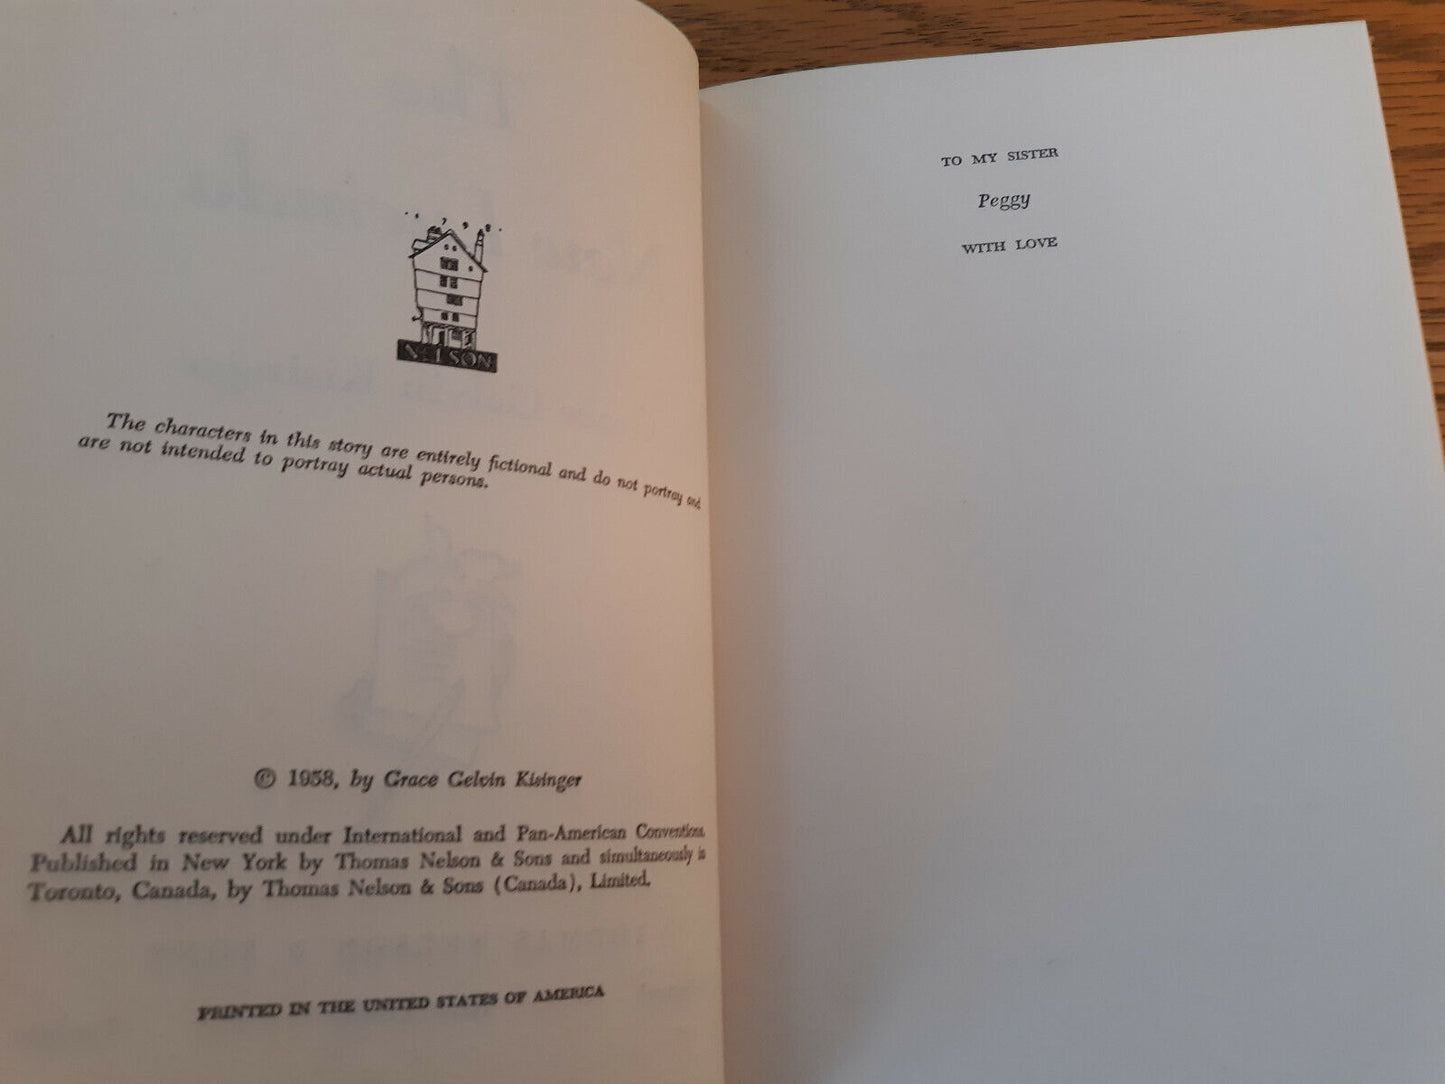 1798
NELSON
The characters in this story are entirely fictional and do not portray and
are not intended to portray actual persons.
© 1958, by Grace Gelvin Kisinger
All rights reserved under International and Pan-American Conventions.
Published in New York by Thomas Nelson & Sons and simultaneously in
Toronto, Canada, by Thomas Nelson & Sons (Canada), Limited.
PRINTED IN THE UNITED STATES OF AMERICA
TO MY SISTER
Peggy
WITH LOVE